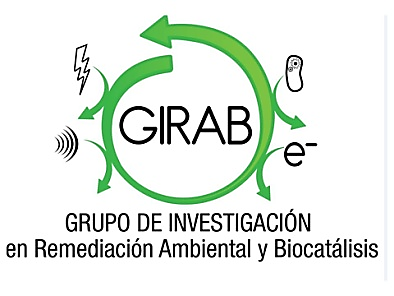 GIRAB
e-
GRUPO DE INVESTIGACIÓN
en Remediación Ambiental y Biocatálisis